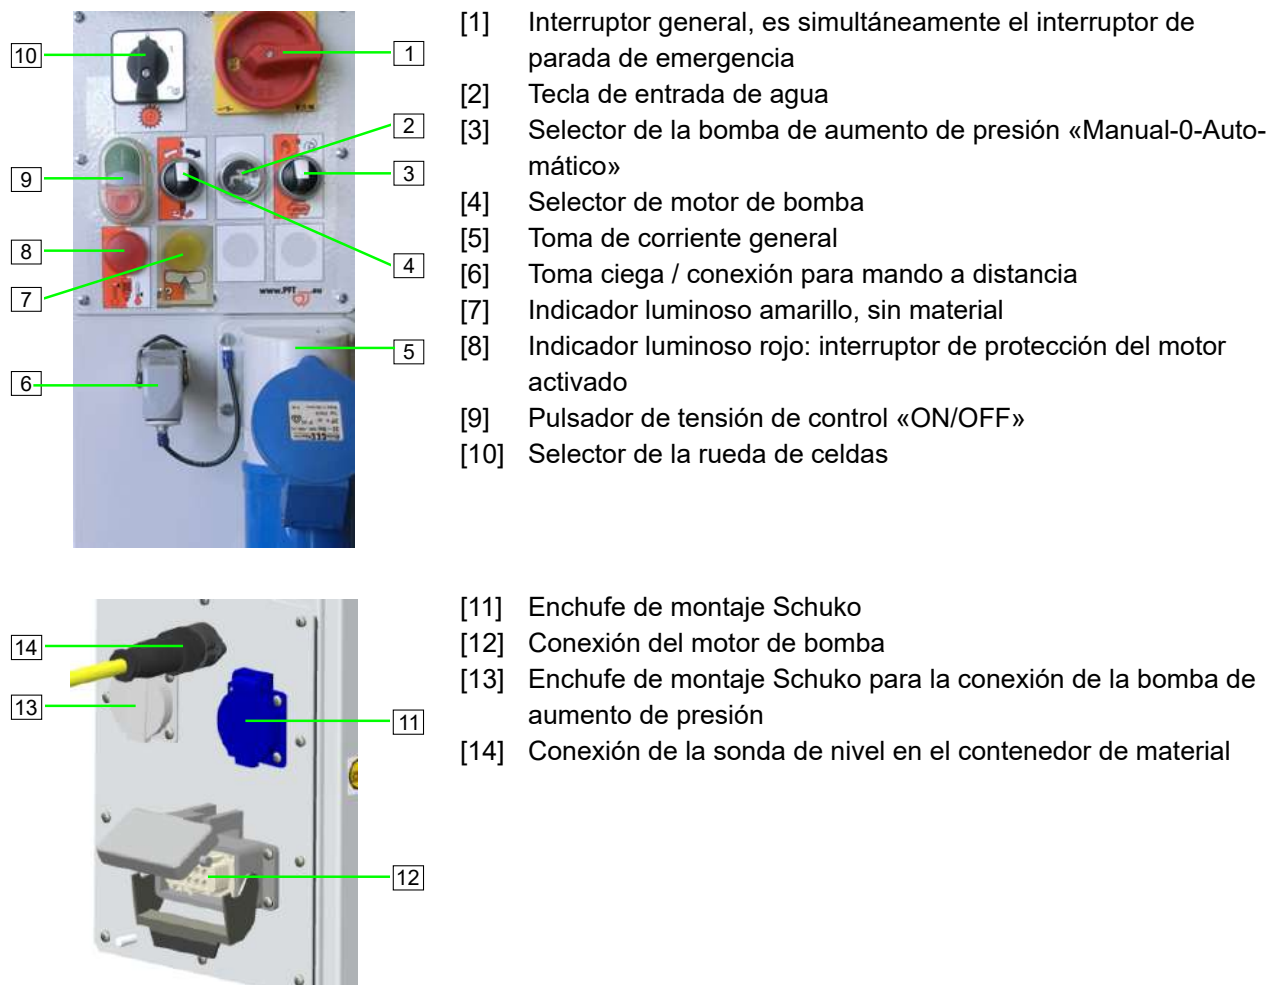 [1] Interruptor general, es simultáneamente el interruptor de
parada de emergencia
[2] Tecla de entrada de agua
[3] Selector de la bomba de aumento de presión «Manual-0-Auto-
mático»
[4] Selector de motor de bomba
[5] Toma de corriente general
[6] Toma ciega / conexión para mando a distancia
[7] Indicador luminoso amarillo, sin material
[8] Indicador luminoso rojo: interruptor de protección del motor
activado
[9] Pulsador de tensión de control «ON/OFF»
[10] Selector de la rueda de celdas
10
1
2
9
3
8
4
7
www.PFT.eu
5
6
[11] Enchufe de montaje Schuko
[12] Conexión del motor de bomba
[13] Enchufe de montaje Schuko para la conexión de la bomba de
aumento de presión
[14] Conexión de la sonda de nivel en el contenedor de material
14
13
11
12